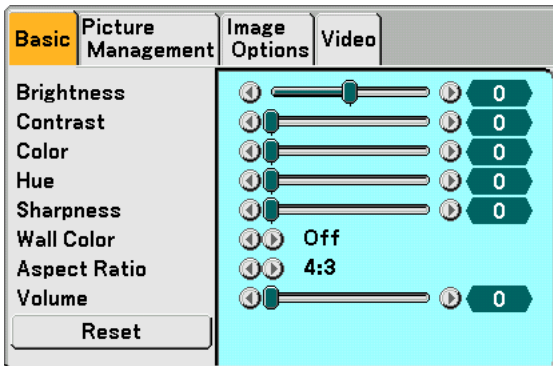 Basic
Picture Management
Image Options
Video
Brightness 0
Contrast 0
Color 0
Hue 0
Sharpness 0
Wall Color Off
Aspect Ratio 4:3
Volume 0
Reset